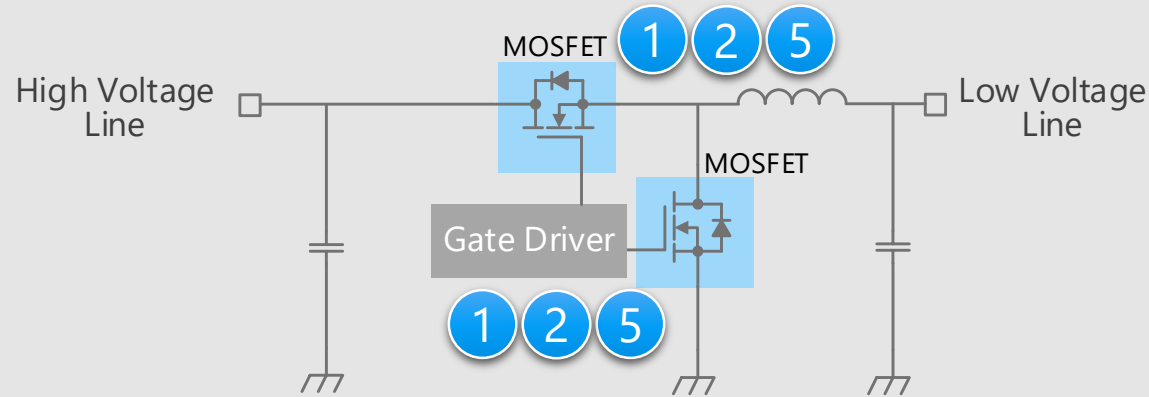 MOSFET
1 2 5
High Voltage
Line
Low Voltage
Line
MOSFET
Gate Driver
1 2 5